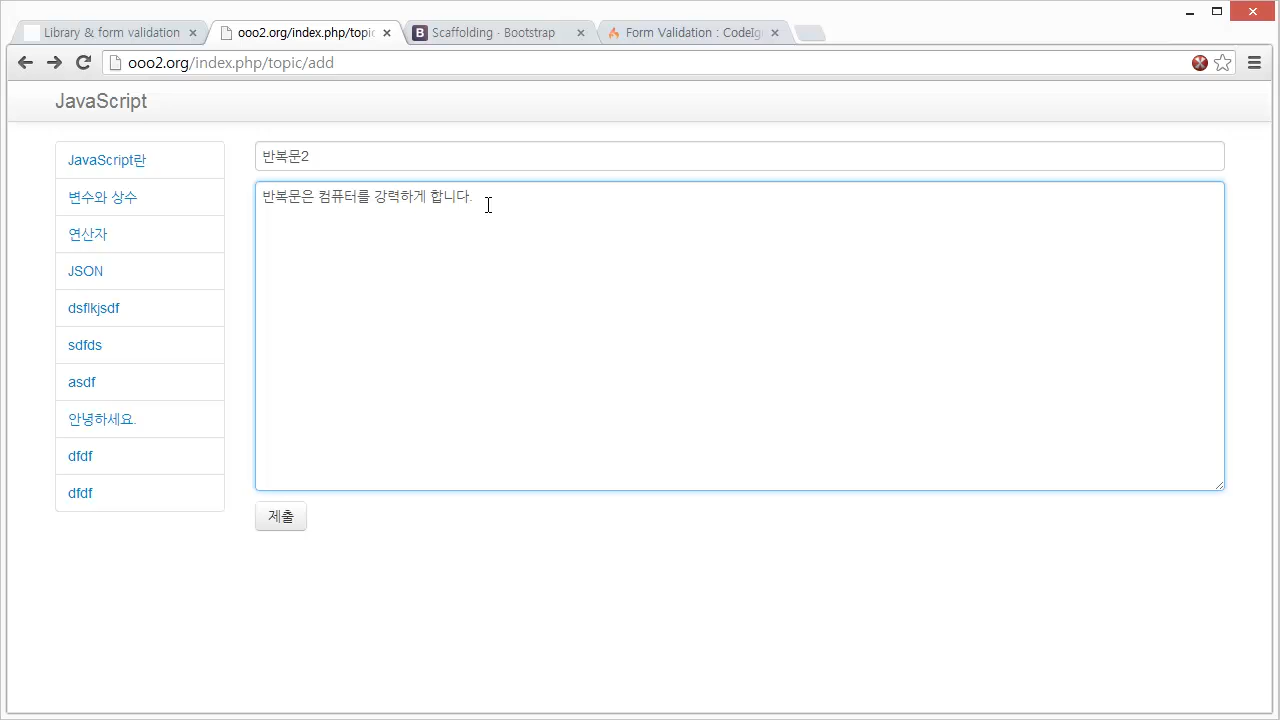 Library & form validation
ooo2.org/index.php/topic
Scaffolding · Bootstrap
Form Validation : CodeIg
ooo2.org/index.php/topic/add
JavaScript
JavaScript란
변수와 상수
연산자
JSON
dsflkjsdf
sdfds
asdf
안녕하세요.
dfdf
dfdf
반복문2
반복문은 컴퓨터를 강력하게 합니다.
제출